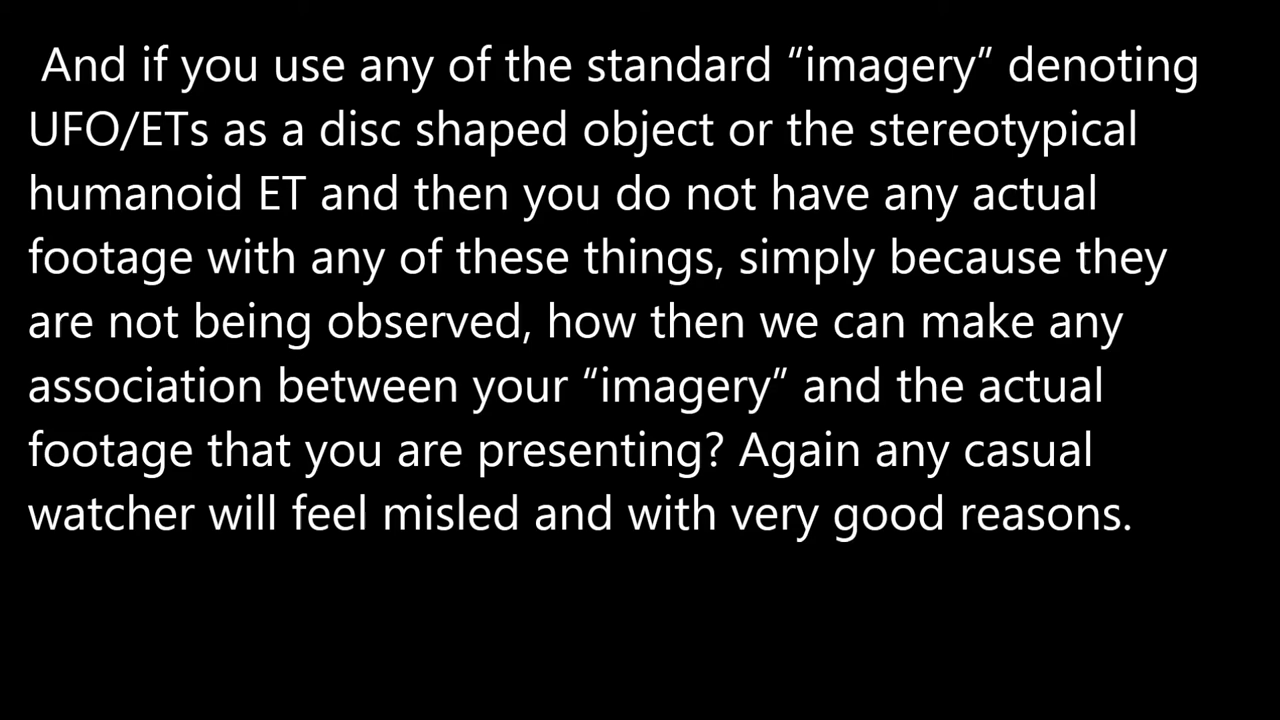 And if you use any of the standard “imagery” denoting
UFO/ETs as a disc shaped object or the stereotypical
humanoid ET and then you do not have any actual
footage with any of these things, simply because they
are not being observed, how then we can make any
association between your “imagery” and the actual
footage that you are presenting? Again any casual
watcher will feel misled and with very good reasons.